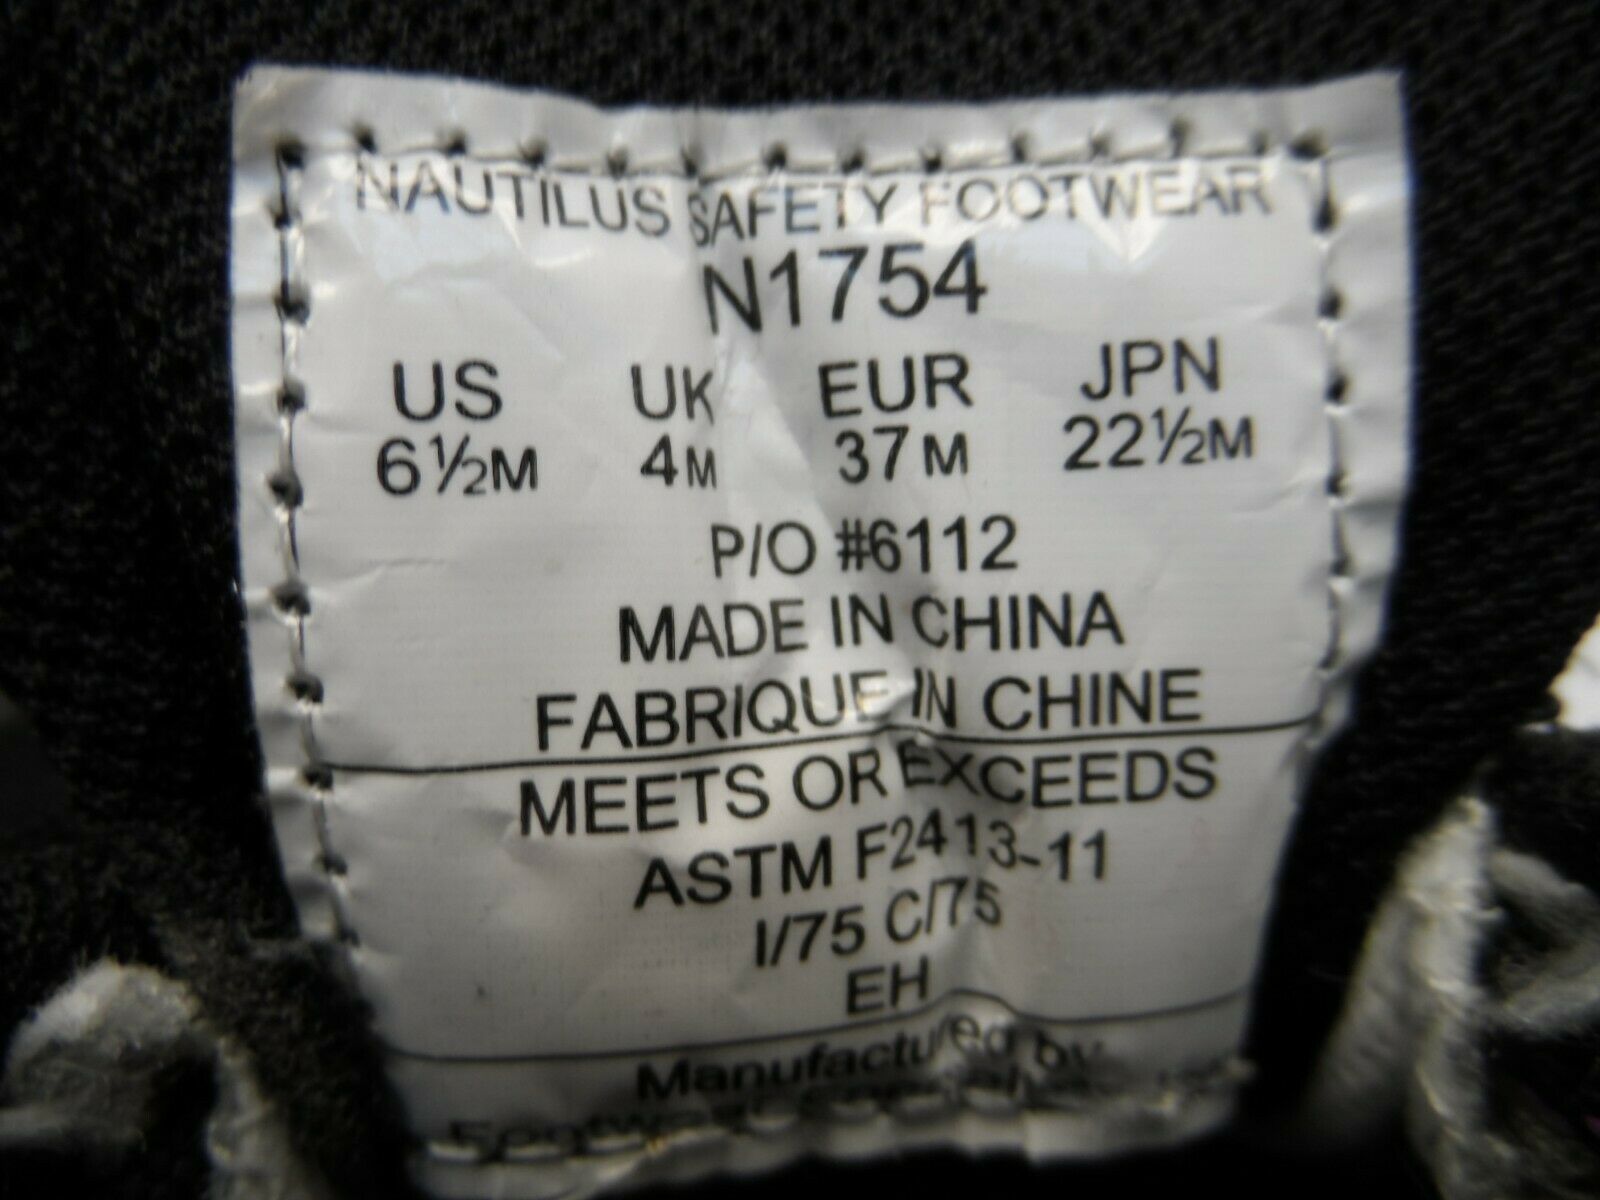 NAUTILUS SAFETY FOOTWEAR
N1754
US UK EUR JPN
6½M 4M 37M 22½M
P/O #6112
MADE IN CHINA
FABRIQUE IN CHINE
MEETS OR EXCEEDS
ASTM F2413-11
I/75 C/75
EH
Manufactured by
Footwear